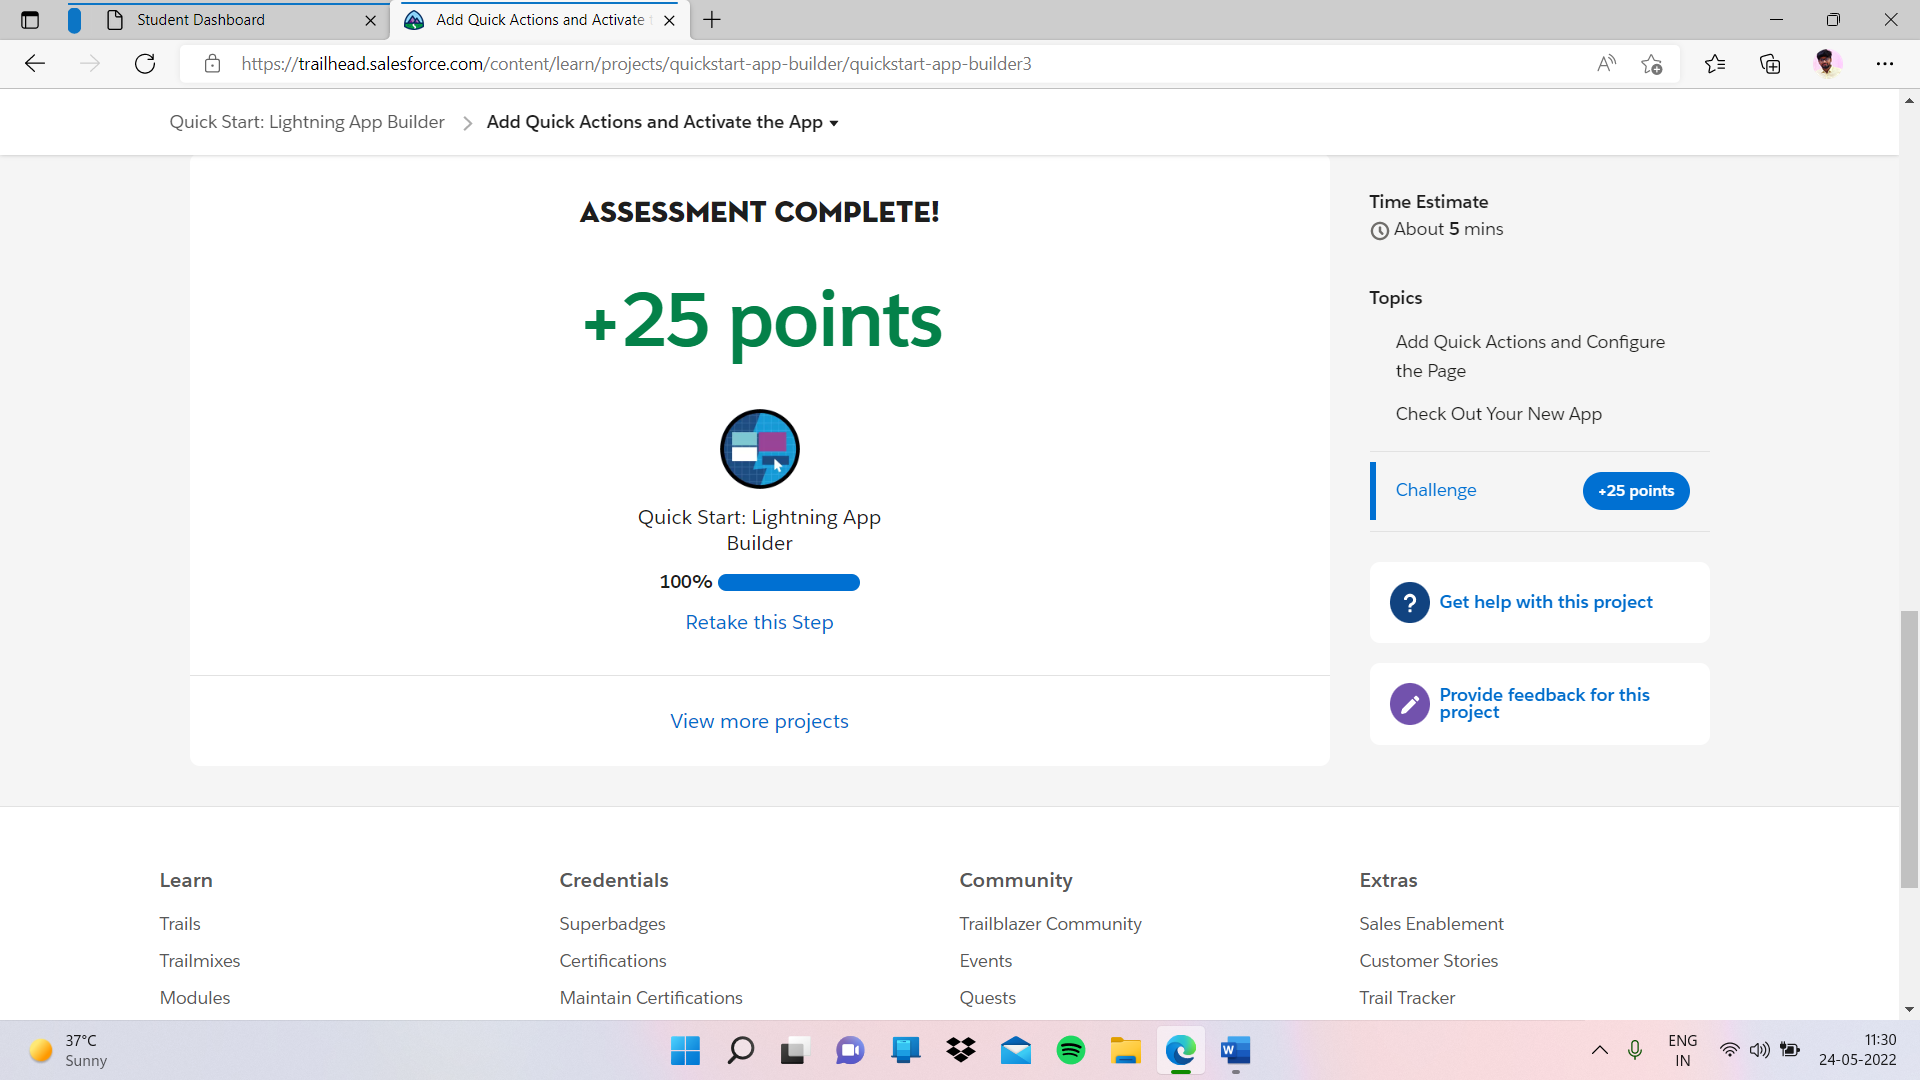 Student Dashboard
Add Quick Actions and Activate t
https://trailhead.salesforce.com/content/learn/projects/quickstart-app-builder/quickstart-app-builder3
Quick Start: Lightning App Builder
Add Quick Actions and Activate the App
ASSESSMENT COMPLETE!
+25 points
Quick Start: Lightning App
Builder
100%
Retake this Step
View more projects
Time Estimate
About 5 mins
Topics
Add Quick Actions and Configure
the Page
Check Out Your New App
Challenge
+25 points
? Get help with this project
Provide feedback for this
project
Learn
Trails
Trailmixes
Modules
Credentials
Superbadges
Certifications
Maintain Certifications
Community
Trailblazer Community
Events
Quests
Extras
Sales Enablement
Customer Stories
Trail Tracker
37°C
Sunny
W
ENG
IN
11:30
24-05-2022